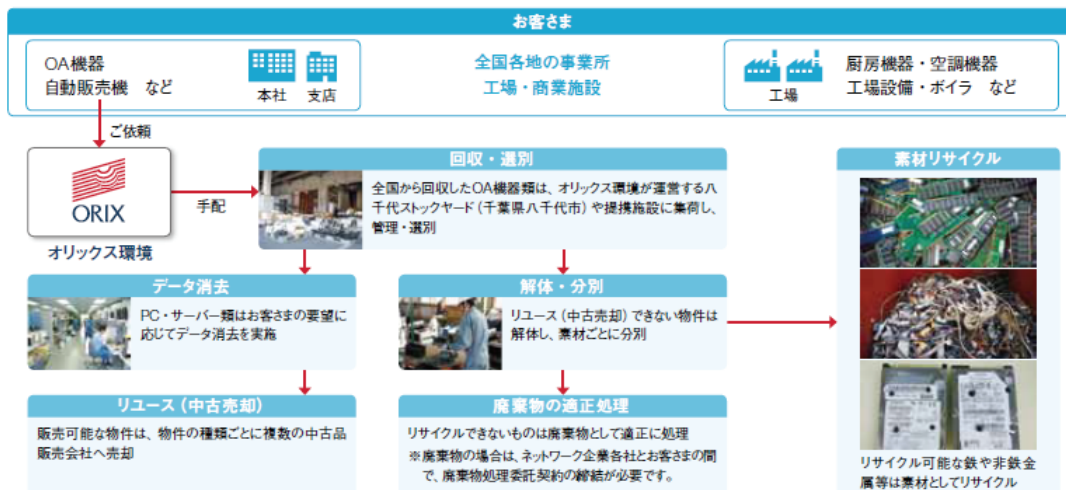 お客さま
OA機器
自動販売機 など
本社 支店
全国各地の事業所
工場・商業施設
工場
厨房機器・空調機器
工場設備・ボイラ など
ご依頼
ORIX
オリックス環境
手配
回収・選別
全国から回収したOA機器類は、オリックス環境が運営する八
千代ストックヤード(千葉県八千代市)や提携施設に集荷し、
管理・選別
データ消去
PC・サーバー類はお客さまの要望に
応じてデータ消去を実施
解体・分別
リユース(中古売却)できない物件は
解体し、素材ごとに分別
リユース(中古売却)
販売可能な物件は、物件の種類ごとに複数の中古品
販売会社へ売却
廃棄物の適正処理
リサイクルできないものは廃棄物として適正に処理
※廃棄物の場合は、ネットワーク企業各社とお客さまの間
で、廃棄物処理委託契約の締結が必要です。
素材リサイクル
リサイクル可能な鉄や非鉄金
属等は素材としてリサイクル